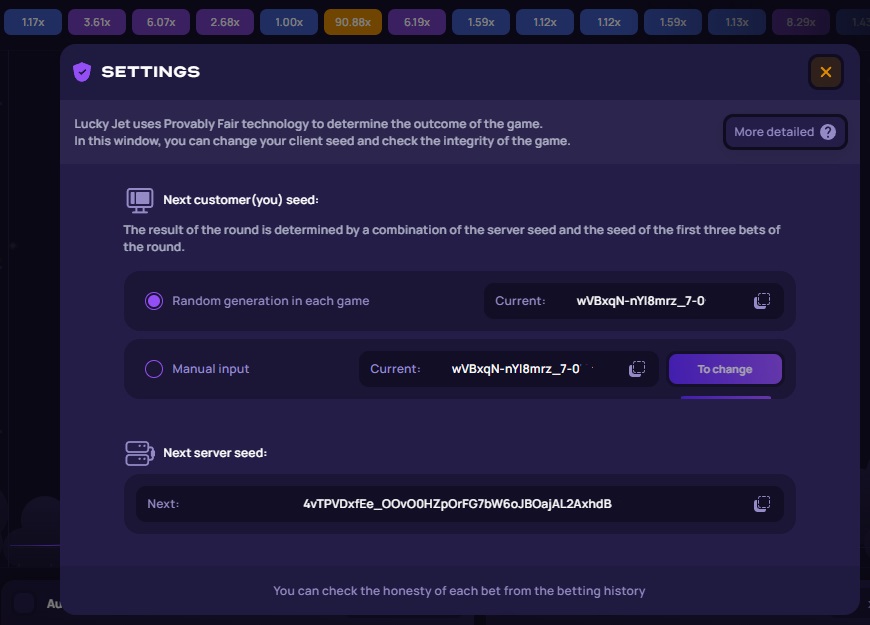 1.17x 3.61x 6.07x 2.68x 1.00x 90.88x 6.19x 1.59x 1.12x 1.12x 1.59x 1.13x 8.29x
SETTINGS
Lucky Jet uses Provably Fair technology to determine the outcome of the game.
In this window, you can change your client seed and check the integrity of the game.
More detailed ?
Next customer(you) seed:
The result of the round is determined by a combination of the server seed and the seed of the first three bets of
the round.
Random generation in each game Current: wVBxqN-nYl8mrz_7-0
Manual input Current: wVBxqN-nYl8mrz_7-0 To change
Next server seed:
Next: 4vTPVDxfEe_OOvO0HZpOrFG7bW6oJBOajAL2AxhdB
You can check the honesty of each bet from the betting history
Au